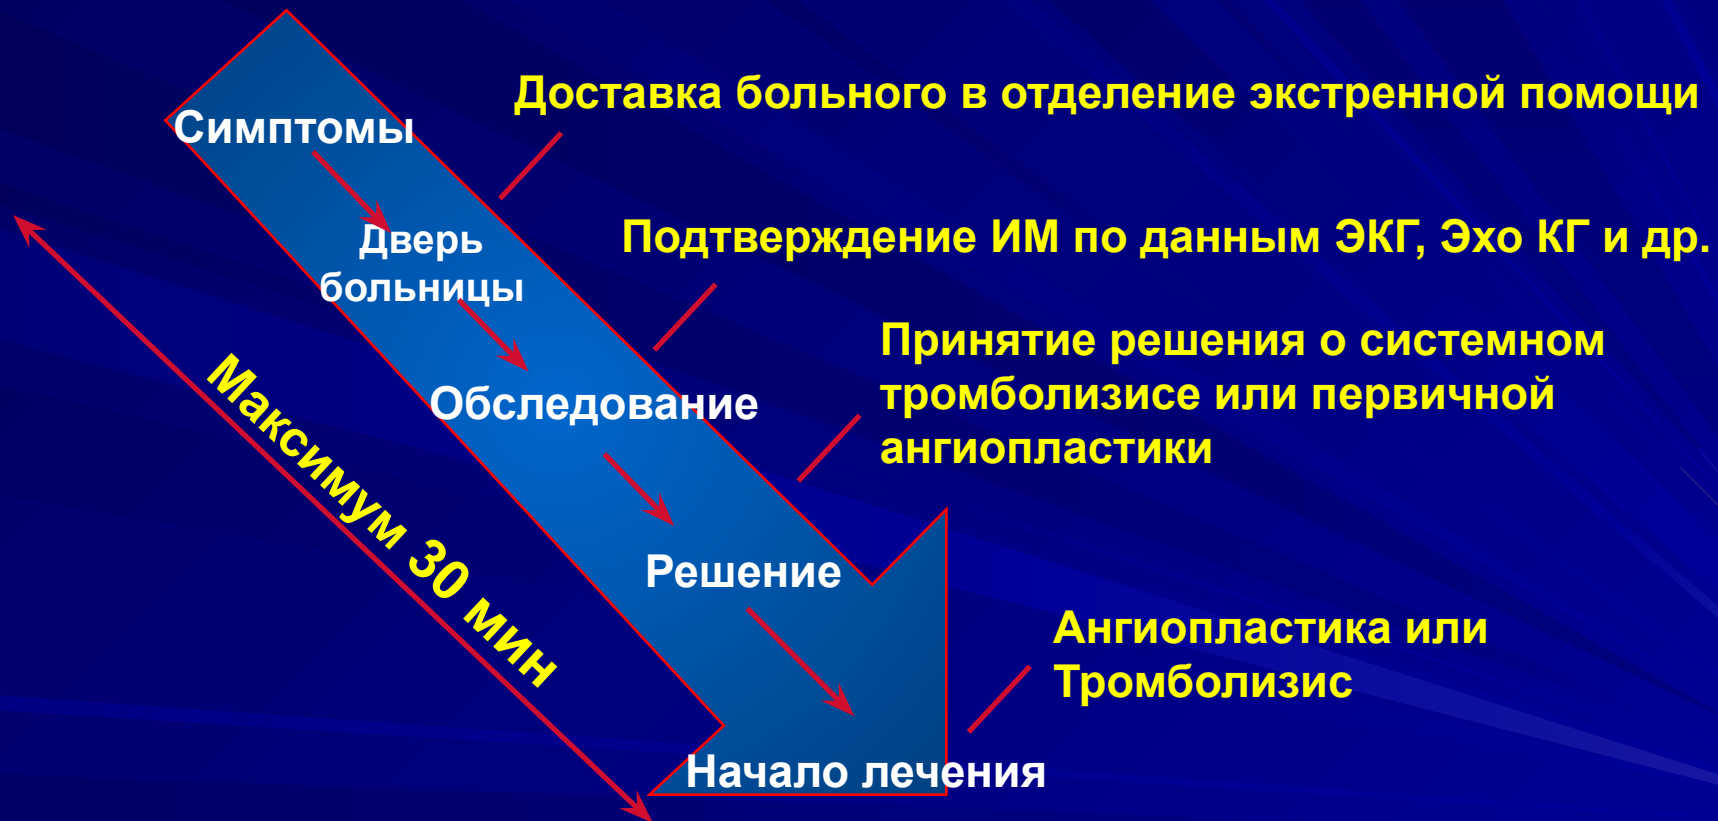 Доставка больного в отделение экстренной помощи
Симптомы
Подтверждение ИМ по данным ЭКГ, Эхо КГ и др.
Дверь
больницы
Принятие решения о системном
тромболизисе или первичной
ангиопластики
Обследование
Максимум 30 мин
Решение
Ангиопластика или
Тромболизис
Начало лечения